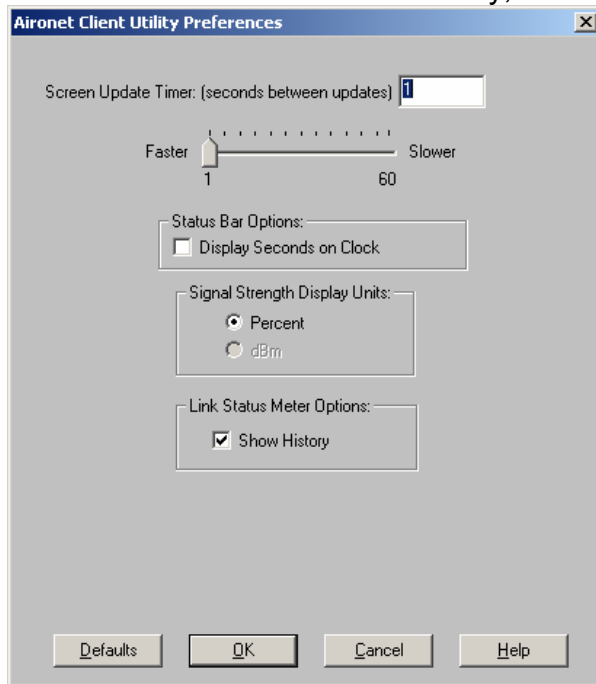 Aironet Client Utility Preferences
Screen Update Timer: (seconds between updates) 1
Faster Slower
1 60
Status Bar Options:
Display Seconds on Clock
Signal Strength Display Units:
Percent
dBm
Link Status Meter Options:
Show History
Defaults OK Cancel Help